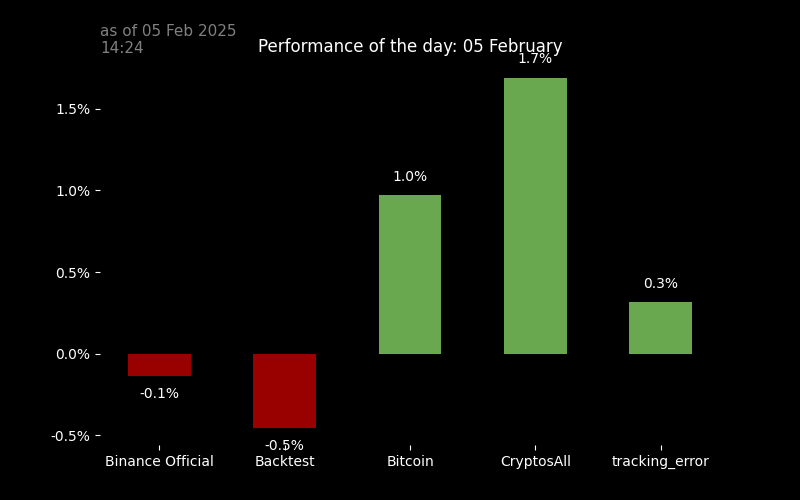 as of 05 Feb 2025
14:24
Performance of the day: 05 February
1.7%
1.5%
1.0%
1.0%
0.5%
0.3%
0.0%
-0.1%
-0.5%
-0.5%
Binance Official
Backtest
Bitcoin
CryptosAll
tracking_error